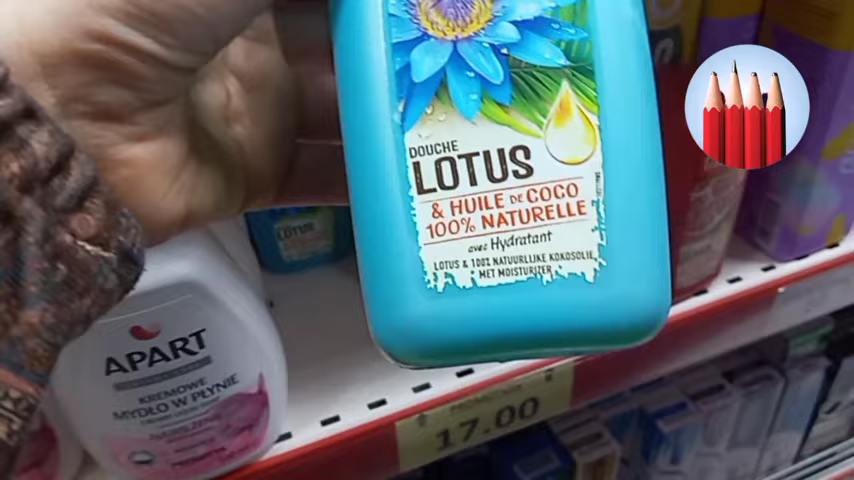 DOUCHE
LOTUS
& HUILE DE COCO
100% NATURELLE
avec Hydratant
LOTUS & 100% NATUURLIJKE KOKOSOLIE
MET MOISTURIZER
LOTUS
APART
KREMOWE
MYDŁO W PŁYNIE
17.00